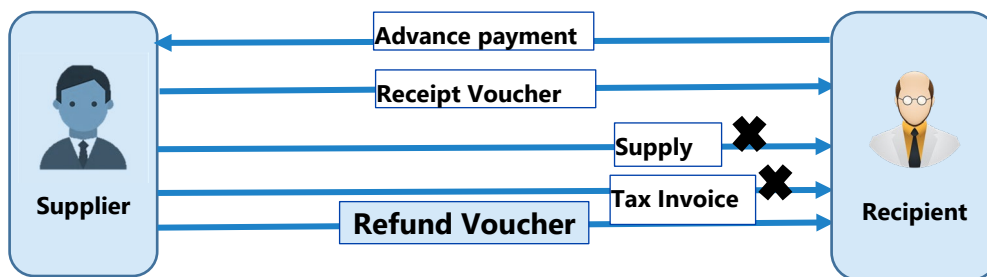 Advance payment
Receipt Voucher
Supply
Tax Invoice
Supplier
Refund Voucher
Recipient